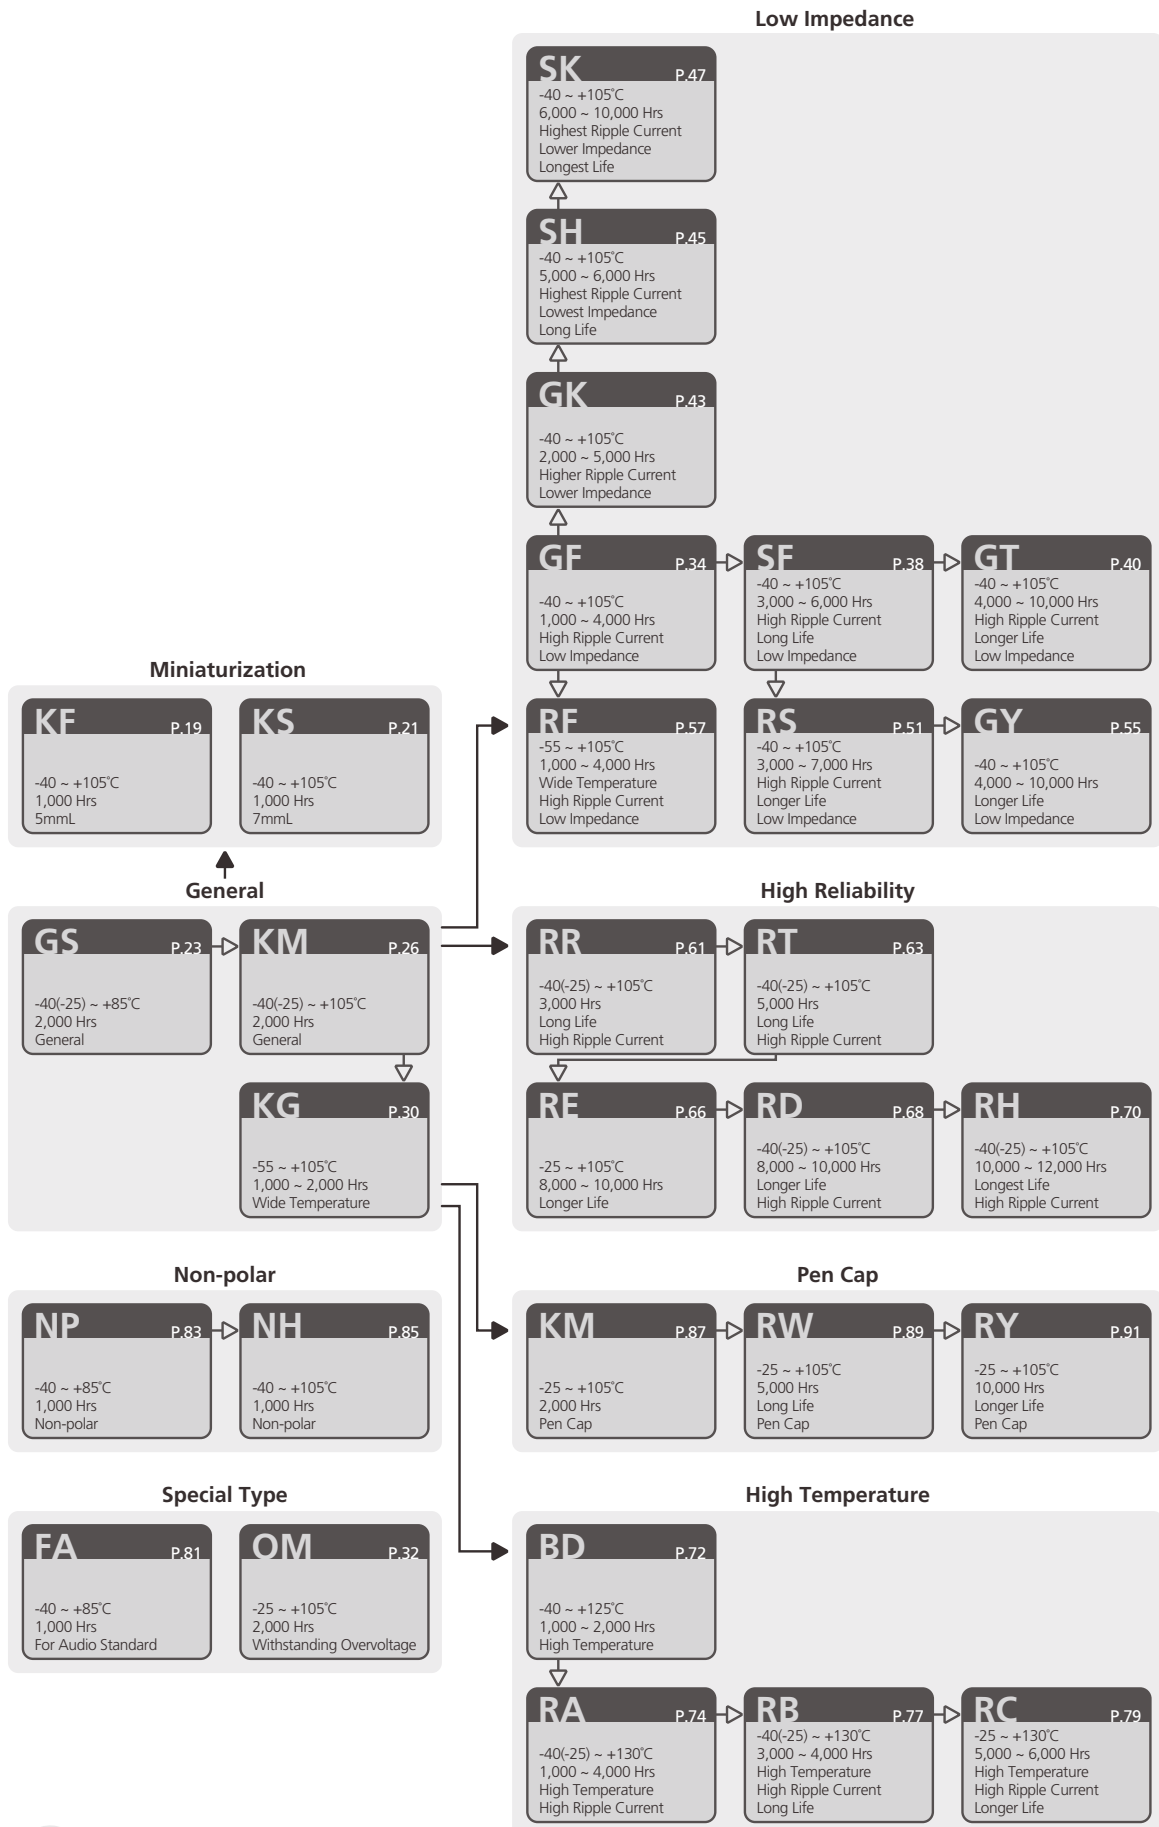 Low Impedance
SK P.47
-40 ~ +105˚C
6,000 ~ 10,000 Hrs
Highest Ripple Current
Lower Impedance
Longest Life
SH P.45
-40 ~ +105˚C
5,000 ~ 6,000 Hrs
Highest Ripple Current
Lowest Impedance
Long Life
GK P.43
-40 ~ +105˚C
2,000 ~ 5,000 Hrs
Higher Ripple Current
Lower Impedance
GF P.34
-40 ~ +105˚C
1,000 ~ 4,000 Hrs
High Ripple Current
Low Impedance
SF P.38
-40 ~ +105˚C
3,000 ~ 6,000 Hrs
High Ripple Current
Long Life
Low Impedance
GT P.40
-40 ~ +105˚C
4,000 ~ 10,000 Hrs
High Ripple Current
Longer Life
Low Impedance
RF P.57
-55 ~ +105˚C
1,000 ~ 4,000 Hrs
Wide Temperature
High Ripple Current
Low Impedance
RS P.51
-40 ~ +105˚C
3,000 ~ 7,000 Hrs
High Ripple Current
Longer Life
Low Impedance
GY P.55
-40 ~ +105˚C
4,000 ~ 10,000 Hrs
Longer Life
Low Impedance
Miniaturization
KF P.19
-40 ~ +105˚C
1,000 Hrs
5mmL
KS P.21
-40 ~ +105˚C
1,000 Hrs
7mmL
General
GS P.23
-40(-25) ~ +85˚C
2,000 Hrs
General
KM P.26
-40(-25) ~ +105˚C
2,000 Hrs
General
KG P.30
-55 ~ +105˚C
1,000 ~ 2,000 Hrs
Wide Temperature
High Reliability
RR P.61
-40(-25) ~ +105˚C
3,000 Hrs
Long Life
High Ripple Current
RT P.63
-40(-25) ~ +105˚C
5,000 Hrs
Long Life
High Ripple Current
RE P.66
-25 ~ +105˚C
8,000 ~ 10,000 Hrs
Longer Life
RD P.68
-40(-25) ~ +105˚C
8,000 ~ 10,000 Hrs
Longer Life
High Ripple Current
RH P.70
-40(-25) ~ +105˚C
10,000 ~ 12,000 Hrs
Longest Life
High Ripple Current
Non-polar
NP P.83
-40 ~ +85˚C
1,000 Hrs
Non-polar
NH P.85
-40 ~ +105˚C
1,000 Hrs
Non-polar
Pen Cap
KM P.87
-25 ~ +105˚C
2,000 Hrs
Pen Cap
RW P.89
-25 ~ +105˚C
5,000 Hrs
Long Life
Pen Cap
RY P.91
-25 ~ +105˚C
10,000 Hrs
Longer Life
Pen Cap
Special Type
FA P.81
-40 ~ +85˚C
1,000 Hrs
For Audio Standard
OM P.32
-25 ~ +105˚C
2,000 Hrs
Withstanding Overvoltage
High Temperature
BD P.72
-40 ~ +125˚C
1,000 ~ 2,000 Hrs
High Temperature
RA P.74
-40(-25) ~ +130˚C
1,000 ~ 4,000 Hrs
High Temperature
High Ripple Current
RB P.77
-40(-25) ~ +130˚C
3,000 ~ 4,000 Hrs
High Temperature
High Ripple Current
Long Life
RC P.79
-25 ~ +130˚C
5,000 ~ 6,000 Hrs
High Temperature
High Ripple Current
Longer Life